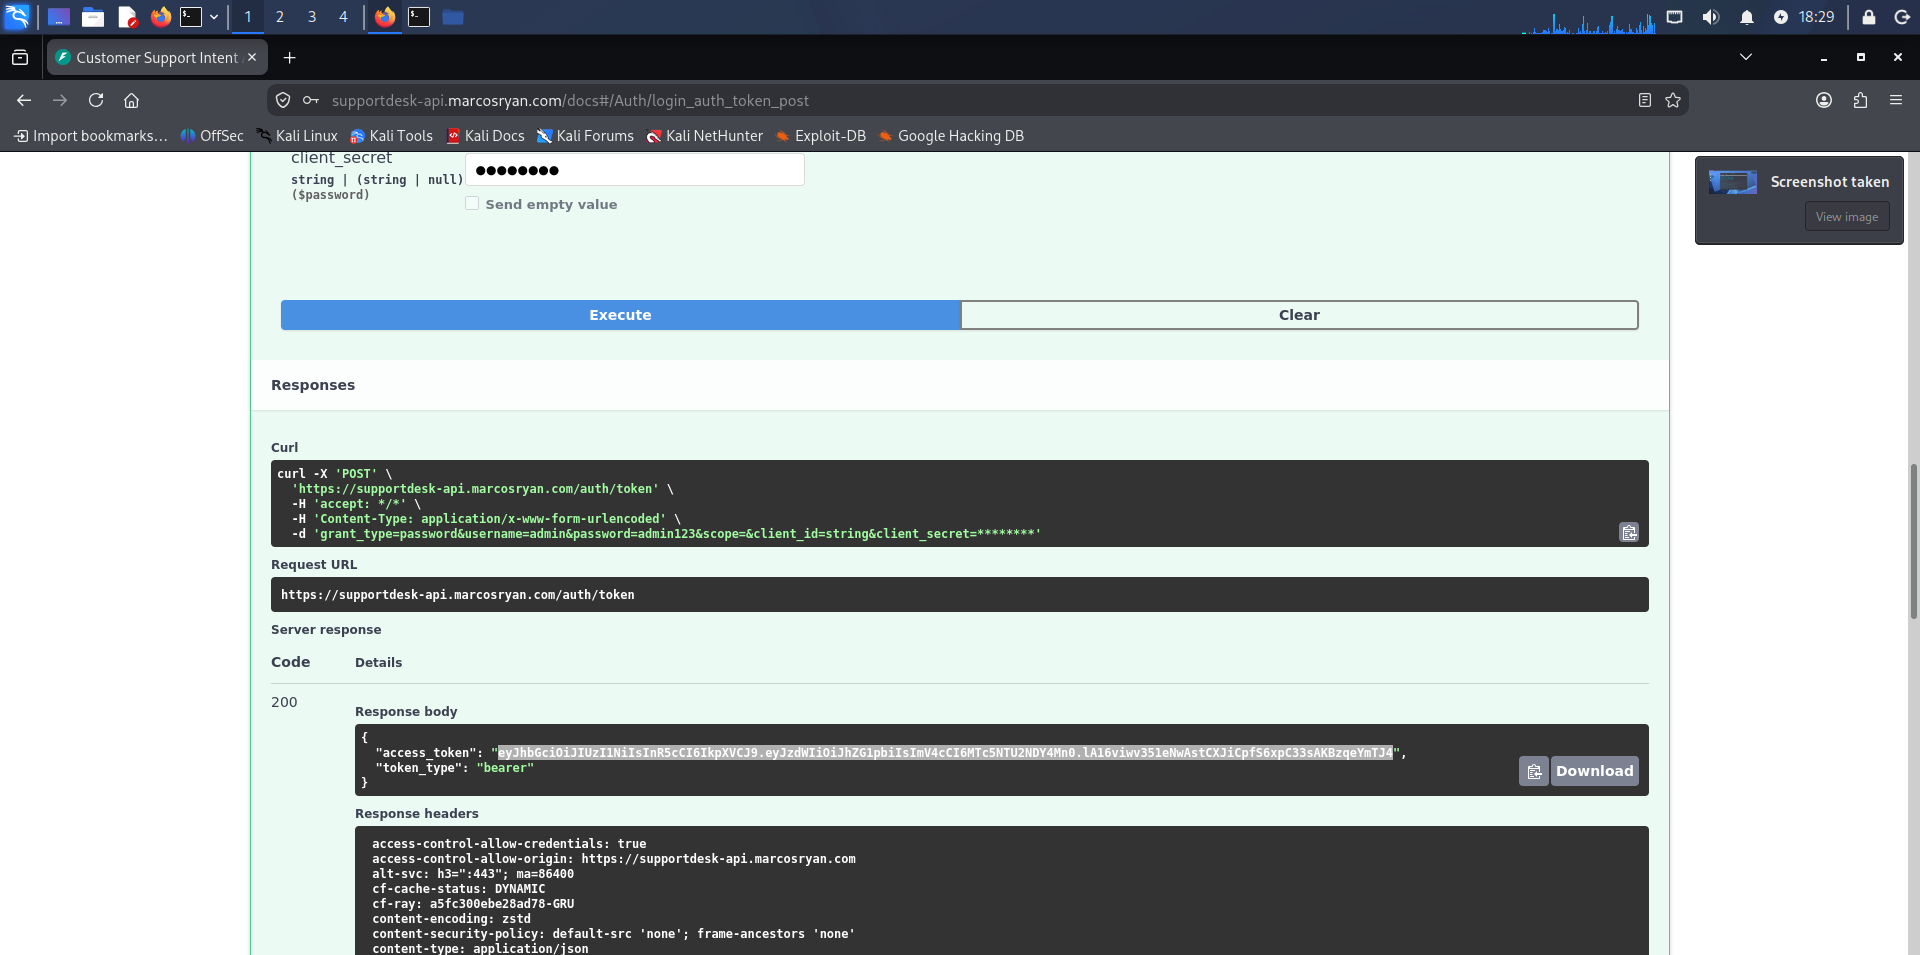 1 2 3 4 18:29
Customer Support Intent
supportdesk-api.marcosryan.com/docs#/Auth/login_auth_token_post
Import bookmarks... OffSec Kali Linux Kali Tools Kali Docs Kali Forums Kali NetHunter Exploit-DB Google Hacking DB
Screenshot taken
View image
client_secret
string | (string | null)
($password)
●●●●●●●●
Send empty value
Execute Clear
Responses
Curl
curl -X 'POST' \
'https://supportdesk-api.marcosryan.com/auth/token' \
-H 'accept: */*' \
-H 'Content-Type: application/x-www-form-urlencoded' \
-d 'grant_type=password&username=admin&password=admin123&scope=&client_id=string&client_secret=********'
Request URL
https://supportdesk-api.marcosryan.com/auth/token
Server response
Code Details
200
Response body
{
"access_token": "eyJhbGciOiJIUzI1NiIsInR5cCI6IkpXVCJ9.eyJzdWIiOiJhZG1pbiIsImV4cCI6MTc5NTU2NDY4Mn0.lA16viwv351eNwAstCXJiCpfS6xpC33sAKBzqeYmTJ4",
"token_type": "bearer"
}
Download
Response headers
access-control-allow-credentials: true
access-control-allow-origin: https://supportdesk-api.marcosryan.com
alt-svc: h3=":443"; ma=86400
cf-cache-status: DYNAMIC
cf-ray: a5fc300ebe28ad78-GRU
content-encoding: zstd
content-security-policy: default-src 'none'; frame-ancestors 'none'
content-type: application/json